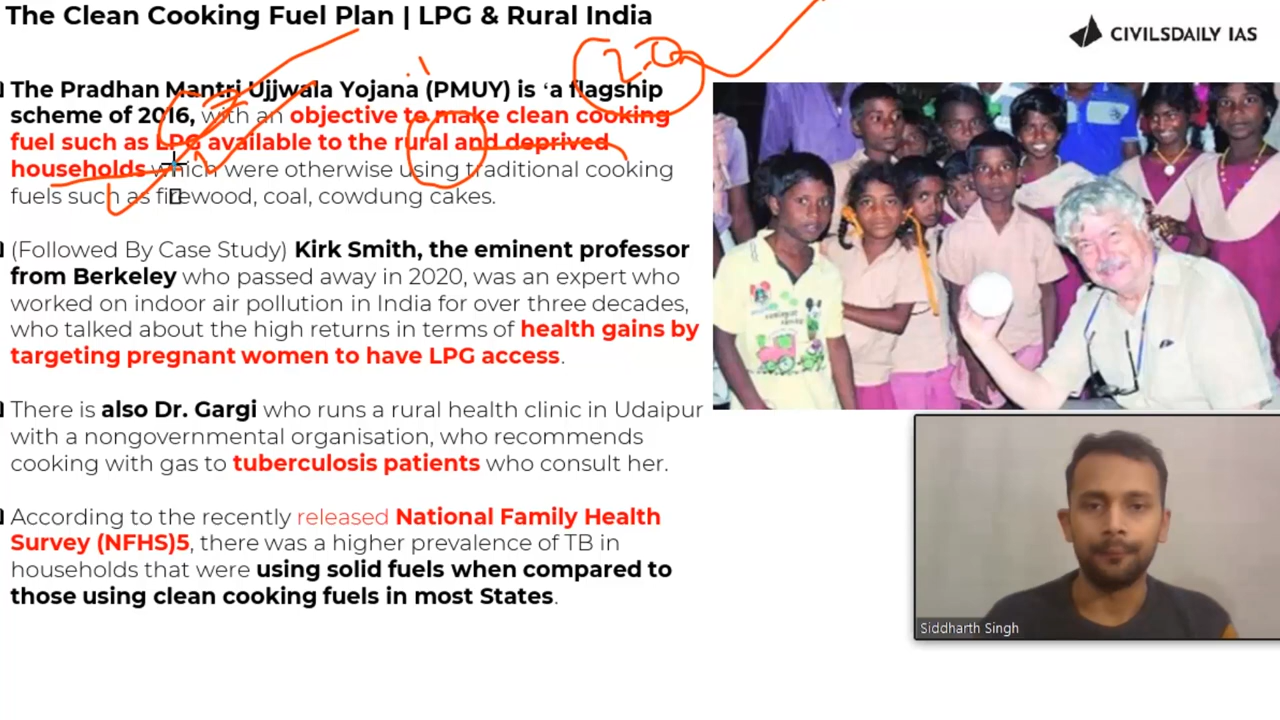 The Clean Cooking Fuel Plan | LPG & Rural India
CIVILSDAILY IAS
The Pradhan Mantri Ujjwala Yojana (PMUY) is ‘a flagship
scheme of 2016, with an objective to make clean cooking
fuel such as LPG available to the rural and deprived
households which were otherwise using traditional cooking
fuels such as firewood, coal, cowdung cakes.
(Followed By Case Study) Kirk Smith, the eminent professor
from Berkeley who passed away in 2020, was an expert who
worked on indoor air pollution in India for over three decades,
who talked about the high returns in terms of health gains by
targeting pregnant women to have LPG access.
There is also Dr. Gargi who runs a rural health clinic in Udaipur
with a nongovernmental organisation, who recommends
cooking with gas to tuberculosis patients who consult her.
According to the recently released National Family Health
Survey (NFHS)5, there was a higher prevalence of TB in
households that were using solid fuels when compared to
those using clean cooking fuels in most States.
Siddharth Singh